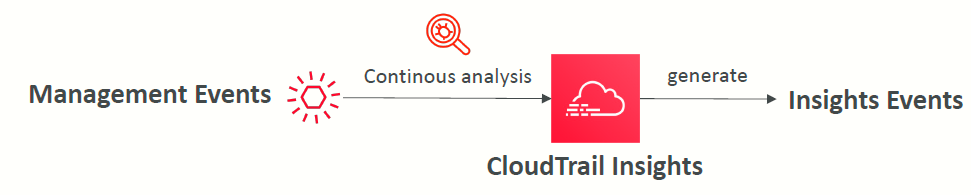 Continous analysis
generate
Management Events
Insights Events
CloudTrail Insights